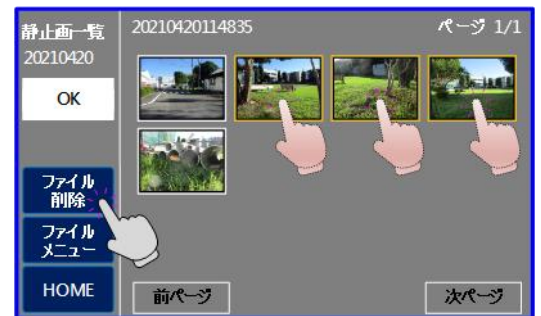 静止画一覧
20210420
OK
ファイル
削除
ファイル
メニュー
HOME
20210420114835
ページ 1/1
前ページ
次ページ